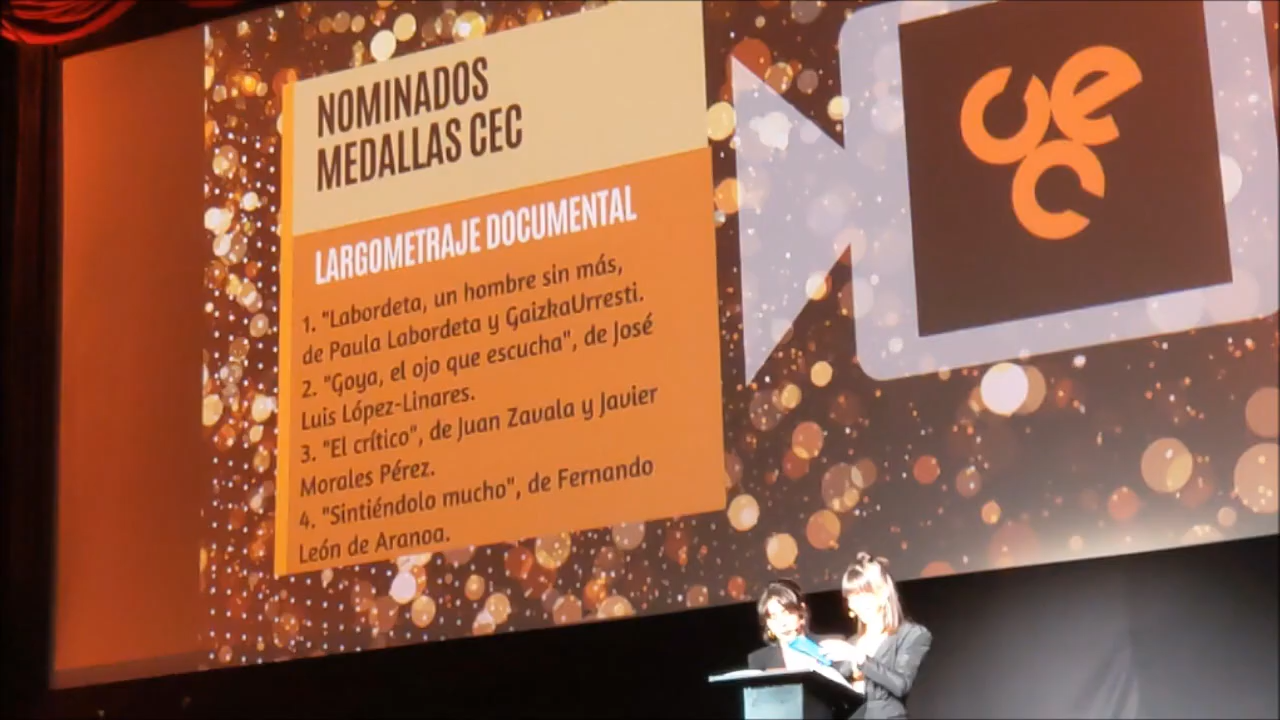 NOMINADOS
MEDALLAS CEC
LARGOMETRAJE DOCUMENTAL
1. "Labordeta, un hombre sin más,
de Paula Labordeta y GaizkaUrresti.
2. "Goya, el ojo que escucha", de José
Luis López-Linares.
3. "El crítico", de Juan Zavala y Javier
Morales Pérez.
4. "Sintiéndolo mucho", de Fernando
León de Aranoa.
cec